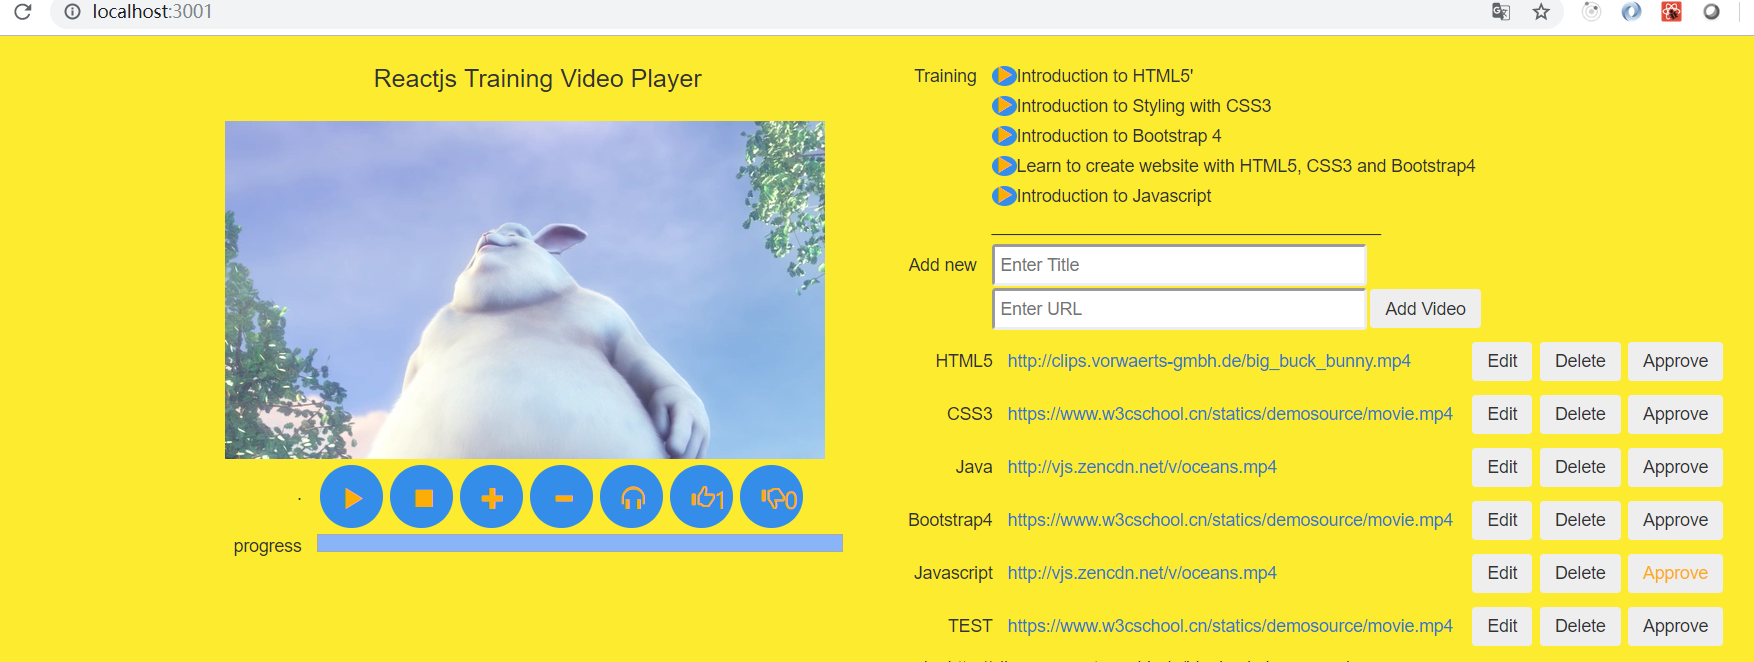 localhost:3001
Reactjs Training Video Player
Training
Introduction to HTML5'
Introduction to Styling with CSS3
Introduction to Bootstrap 4
Learn to create website with HTML5, CSS3 and Bootstrap4
Introduction to Javascript
Add new
Enter Title
Enter URL
Add Video
HTML5 http://clips.vorwaerts-gmbh.de/big_buck_bunny.mp4 Edit Delete Approve
CSS3 https://www.w3cschool.cn/statics/demosource/movie.mp4 Edit Delete Approve
Java http://vjs.zencdn.net/v/oceans.mp4 Edit Delete Approve
Bootstrap4 https://www.w3cschool.cn/statics/demosource/movie.mp4 Edit Delete Approve
Javascript http://vjs.zencdn.net/v/oceans.mp4 Edit Delete Approve
TEST https://www.w3cschool.cn/statics/demosource/movie.mp4 Edit Delete Approve
. 1 0
progress